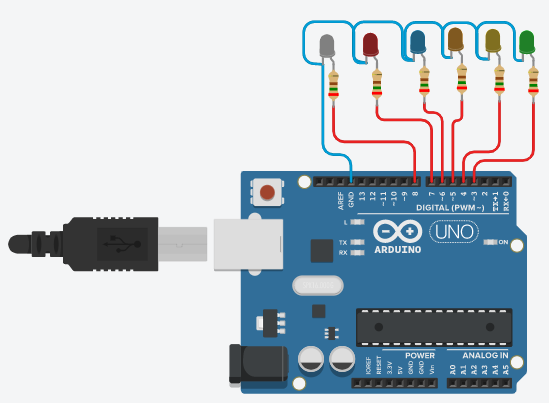 AREF
GND
13
12
~11
~10
~9
8
7
~6
~5
4
~3
2
TX→1
RX←0
DIGITAL (PWM~)
L
TX
RX
ARDUINO
UNO
ON
POWER
ANALOG IN
IOREF
RESET
3.3V
5V
GND
GND
Vin
A0
A1
A2
A3
A4
A5